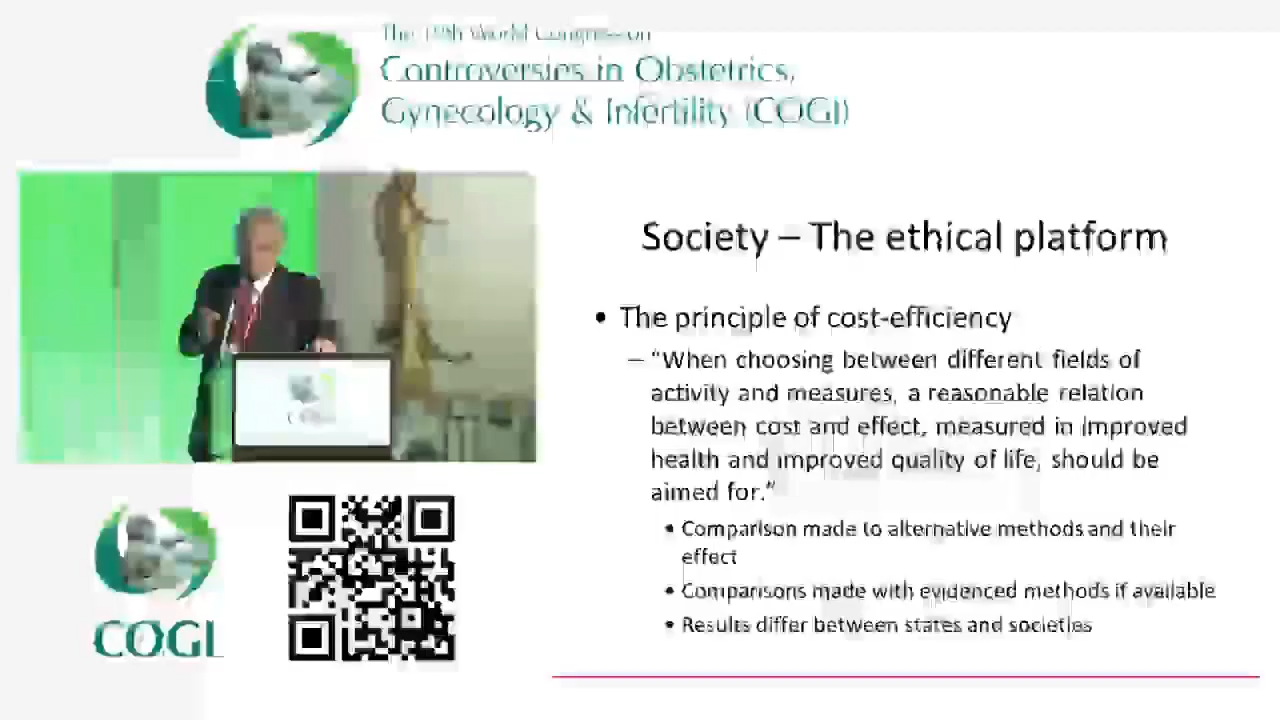 World Congress on
Controversies in Obstetrics,
Gynecology & Infertility (COGI)
Society – The ethical platform
• The principle of cost-efficiency
– "When choosing between different fields of
activity and measures, a reasonable relation
between cost and effect, measured in improved
health and improved quality of life, should be
aimed for."
• Comparison made to alternative methods and their
effect
• Comparisons made with evidenced methods if available
• Results differ between states and societies
COGI